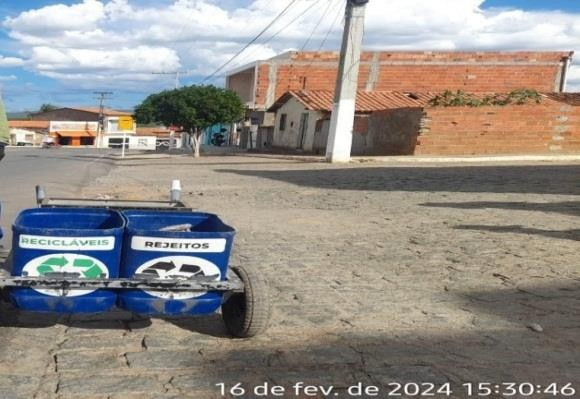 RECICLÁVEIS
REJEITOS
16 de fev. de 2024 15:30:46